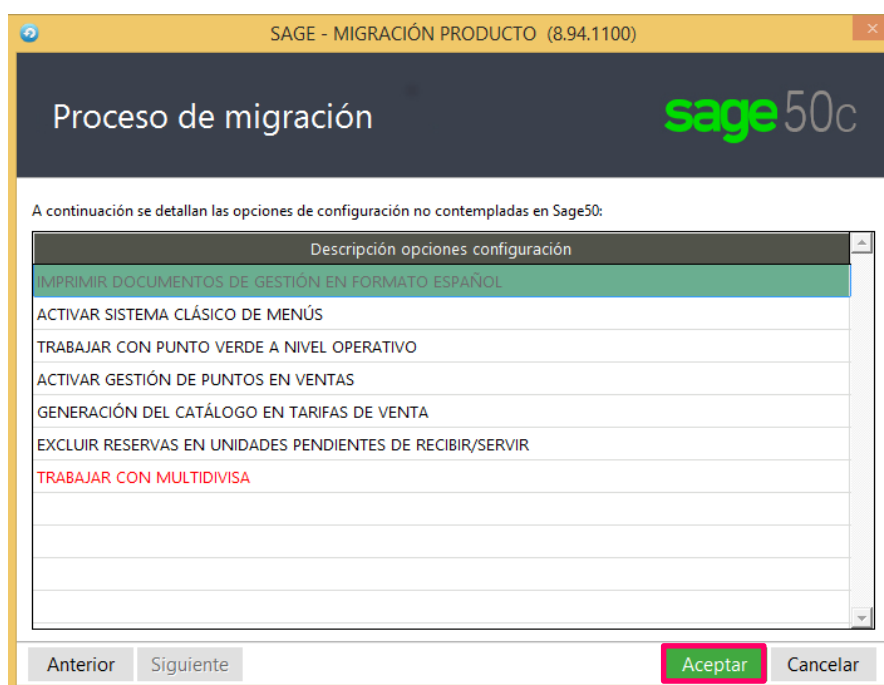 SAGE - MIGRACIÓN PRODUCTO (8.94.1100)
Proceso de migración
sage 50c
A continuación se detallan las opciones de configuración no contempladas en Sage50:
Descripción opciones configuración
IMPRIMIR DOCUMENTOS DE GESTIÓN EN FORMATO ESPAÑOL
ACTIVAR SISTEMA CLÁSICO DE MENÚS
TRABAJAR CON PUNTO VERDE A NIVEL OPERATIVO
ACTIVAR GESTIÓN DE PUNTOS EN VENTAS
GENERACIÓN DEL CATÁLOGO EN TARIFAS DE VENTA
EXCLUIR RESERVAS EN UNIDADES PENDIENTES DE RECIBIR/SERVIR
TRABAJAR CON MULTIDIVISA
Anterior Siguiente Aceptar Cancelar